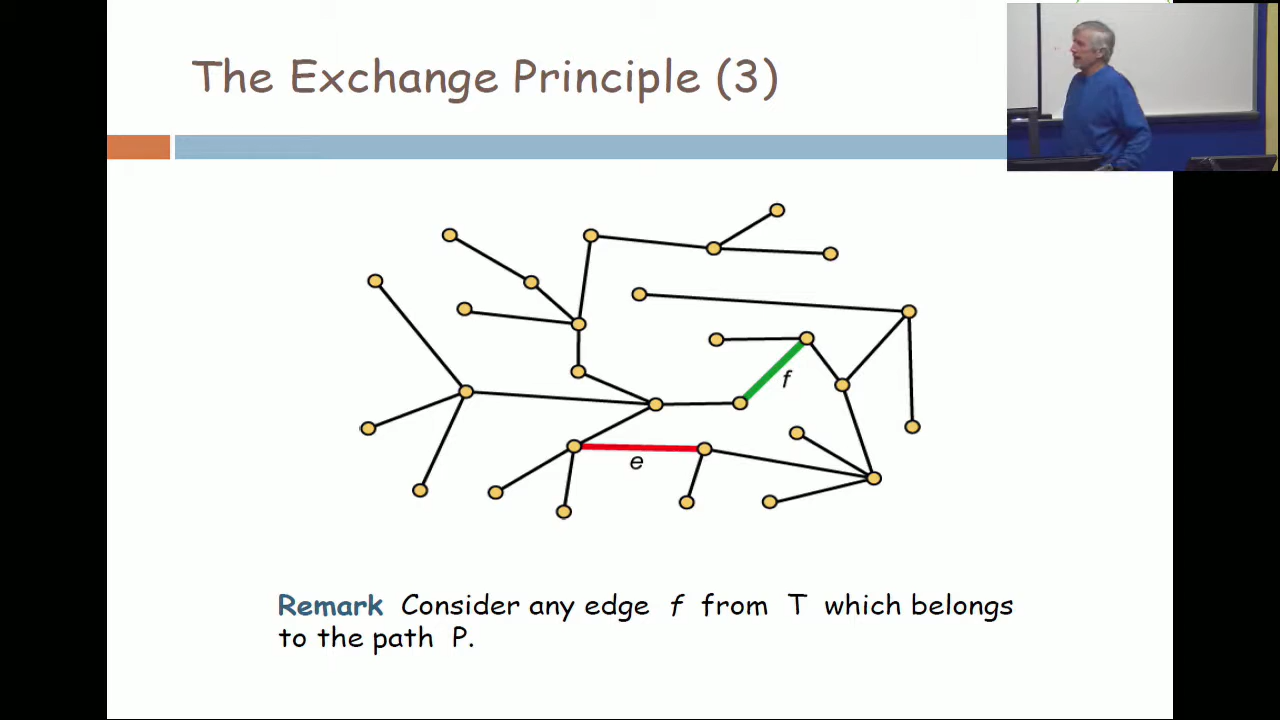 The Exchange Principle (3)
f
e
Remark Consider any edge f from T which belongs
to the path P.